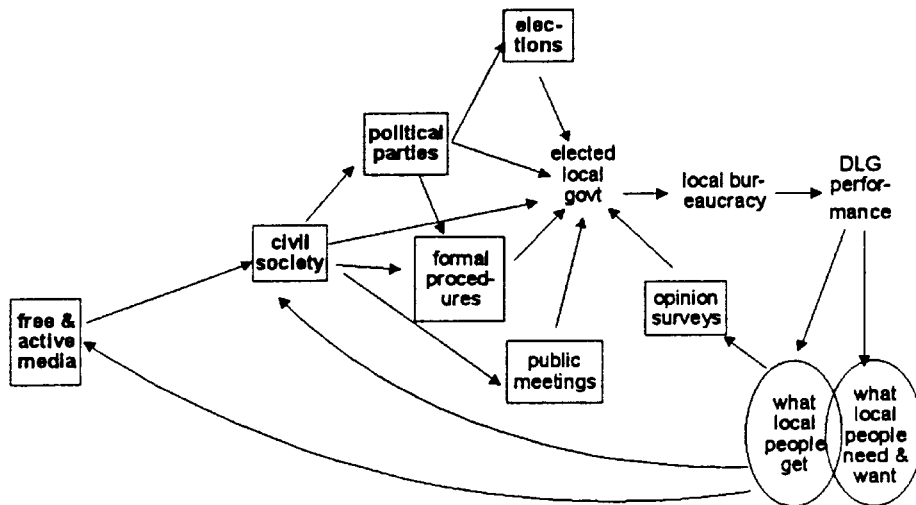 elec-
tions
political
parties
elected
local
govt
local bur-
eaucracy
DLG
perfor-
mance
civil
society
formal
proced-
ures
opinion
surveys
free &
active
media
public
meetings
what
local
people
get
what
local
people
need &
want